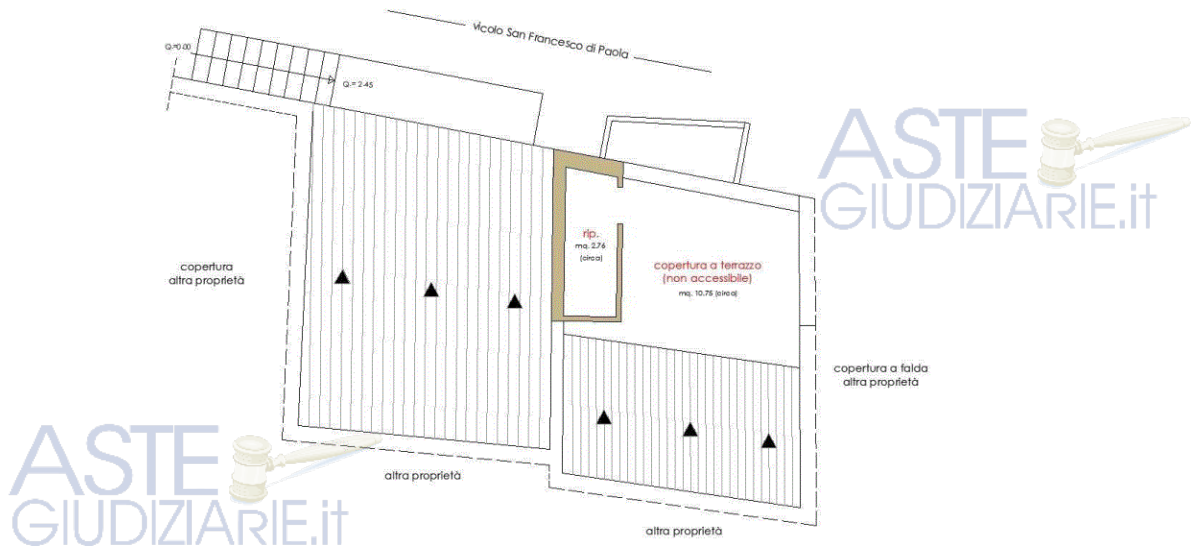 vicolo San Francesco di Paola
Q.=0.00
Q.= 2.45
ASTE
GIUDIZIARIE.it
rip.
mq. 2.76
(circa)
copertura a terrazzo
(non accessibile)
mq. 10.75 (circa)
copertura
altra proprietà
copertura a falda
altra proprietà
ASTE
GIUDIZIARIE.it
altra proprietà
altra proprietà